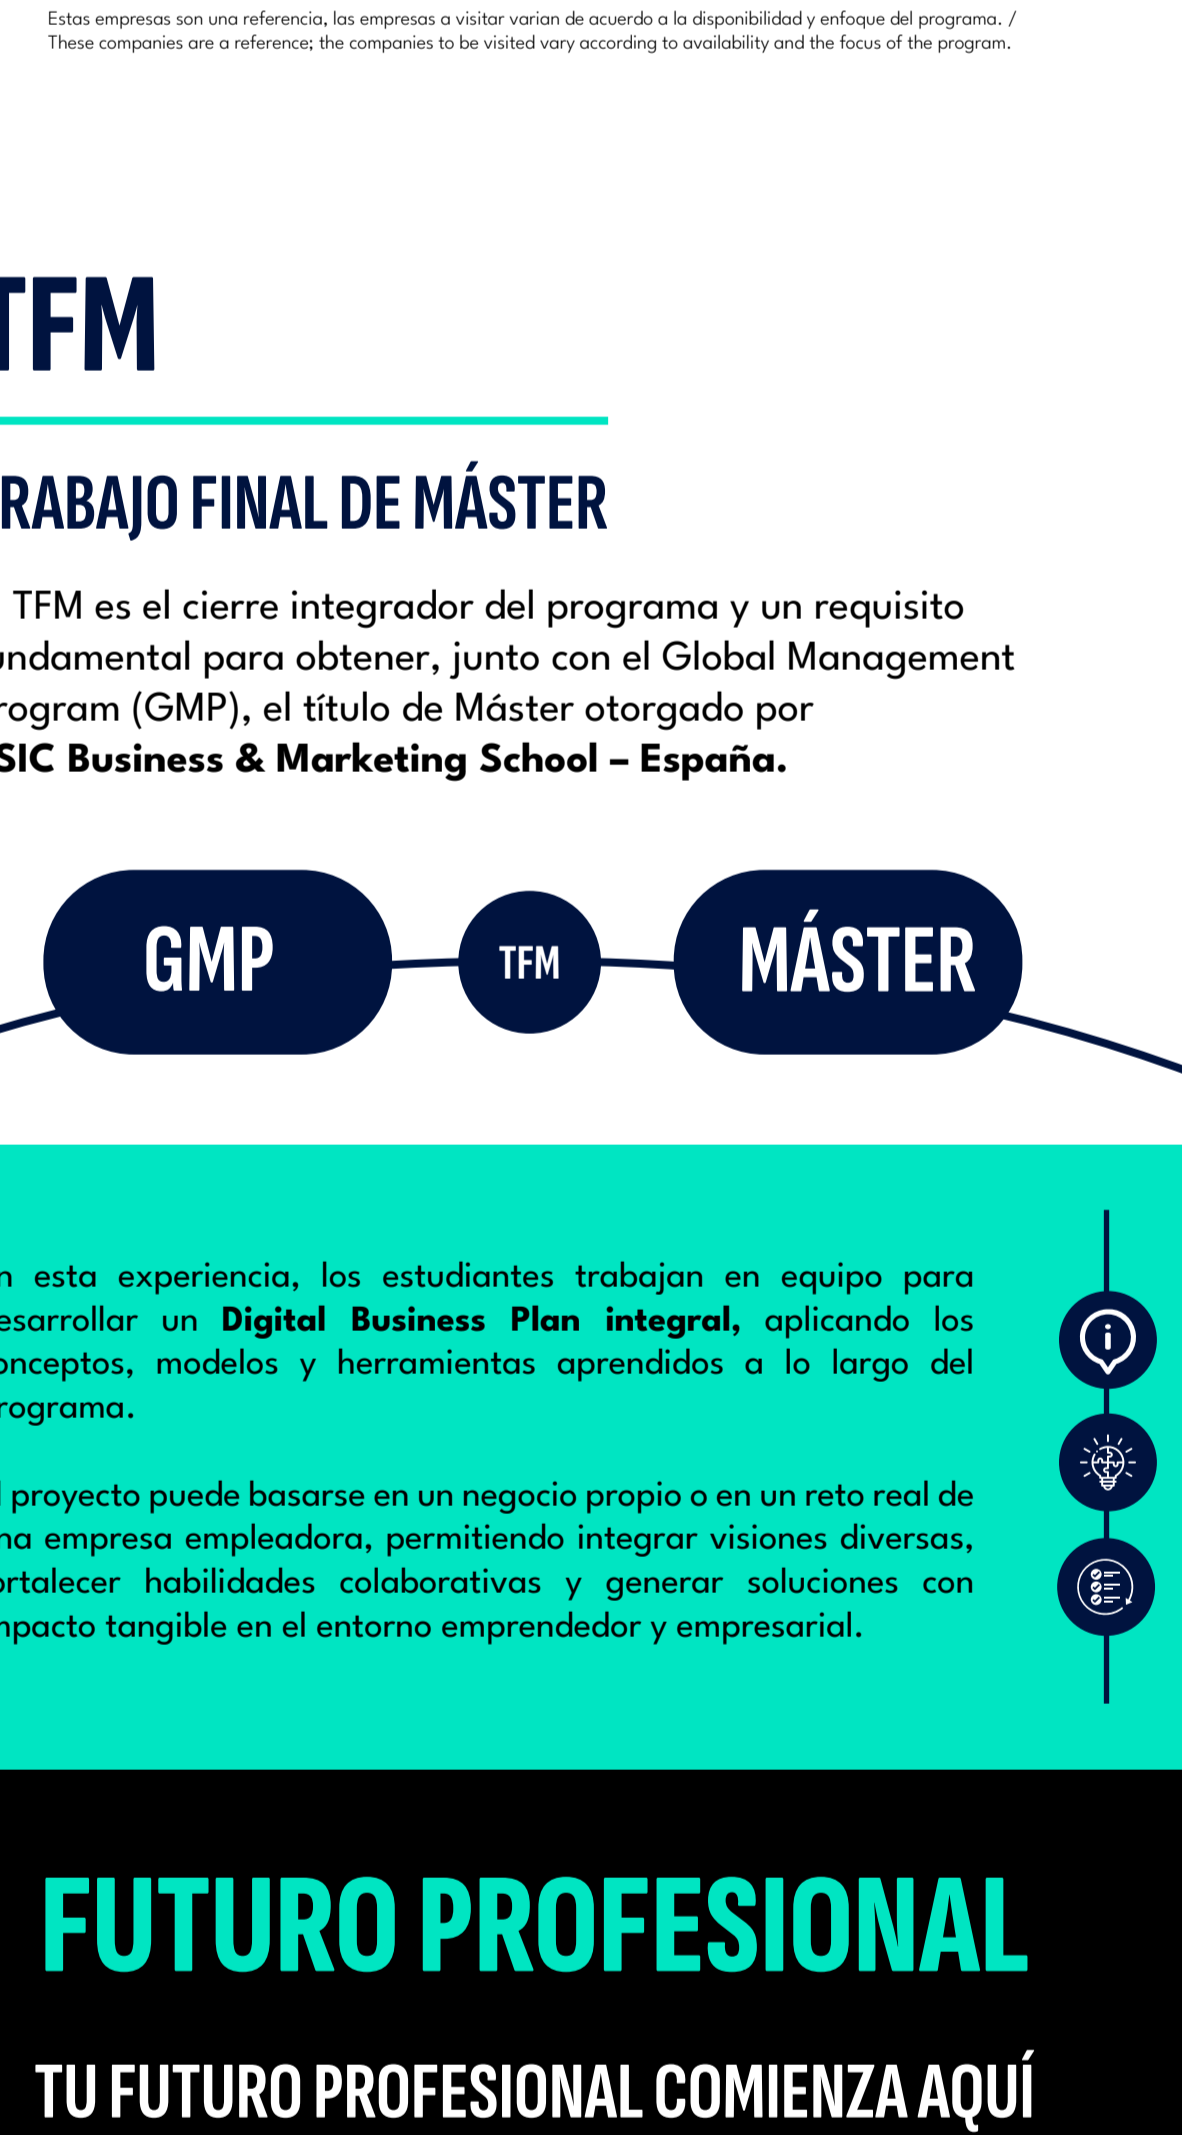 Estas empresas son una referencia, las empresas a visitar varian de acuerdo a la disponibilidad y enfoque del programa. /
These companies are a reference; the companies to be visited vary according to availability and the focus of the program.
TFM
RABAJO FINAL DE MÁSTER
TFM es el cierre integrador del programa y un requisito
undamental para obtener, junto con el Global Management
rogram (GMP), el título de Máster otorgado por
SIC Business & Marketing School – España.
GMP
TFM
MÁSTER
n esta experiencia, los estudiantes trabajan en equipo para
esarrollar un Digital Business Plan integral, aplicando los
onceptos, modelos y herramientas aprendidos a lo largo del
rograma.
l proyecto puede basarse en un negocio propio o en un reto real de
na empresa empleadora, permitiendo integrar visiones diversas,
ortalecer habilidades colaborativas y generar soluciones con
mpacto tangible en el entorno emprendedor y empresarial.
FUTURO PROFESIONAL
TU FUTURO PROFESIONAL COMIENZA AQUÍ